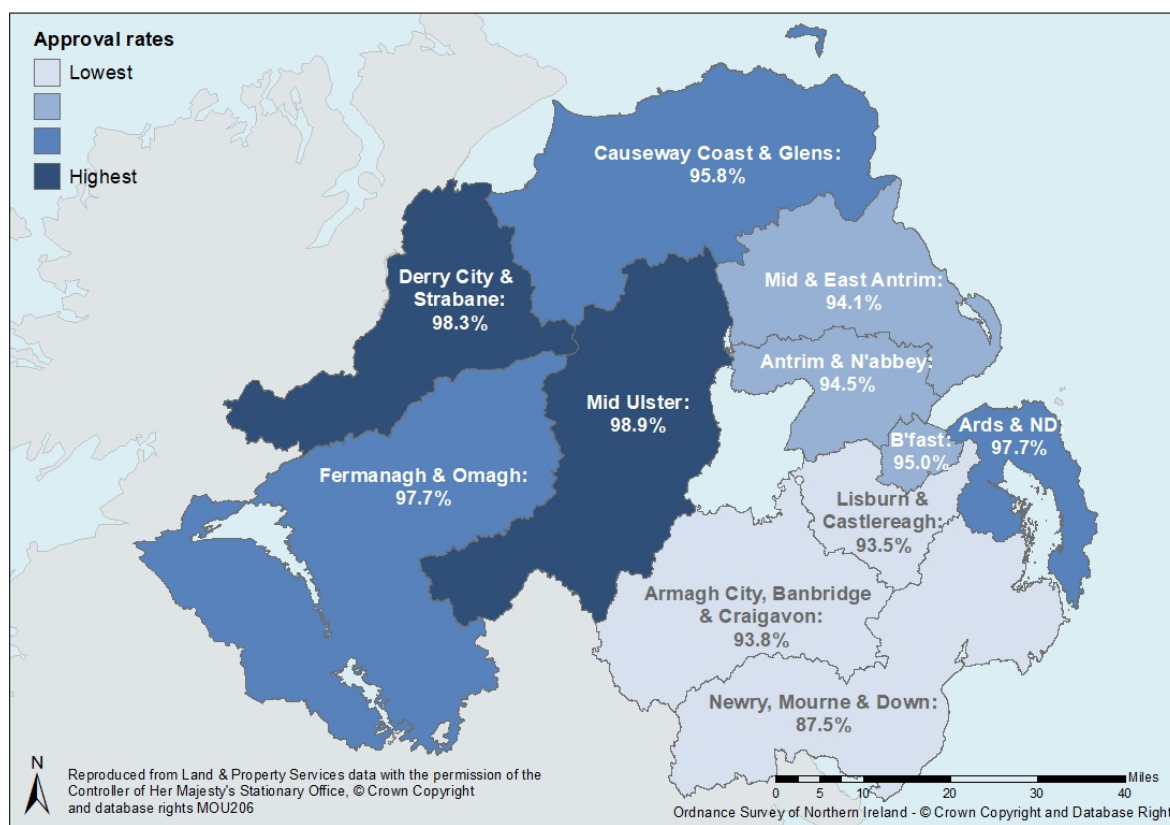 Approval rates
Lowest
Highest
Causeway Coast & Glens:
95.8%
Derry City &
Strabane:
98.3%
Mid & East Antrim:
94.1%
Antrim & N'abbey:
94.5%
Mid Ulster:
98.9%
B'fast:
95.0%
Ards & ND:
97.7%
Fermanagh & Omagh:
97.7%
Lisburn &
Castlereagh:
93.5%
Armagh City, Banbridge
& Craigavon:
93.8%
Newry, Mourne & Down:
87.5%
N
Reproduced from Land & Property Services data with the permission of the
Controller of Her Majesty's Stationary Office, © Crown Copyright
and database rights MOU206
Miles
0 5 10 20 30 40
Ordnance Survey of Northern Ireland - © Crown Copyright and Database Right